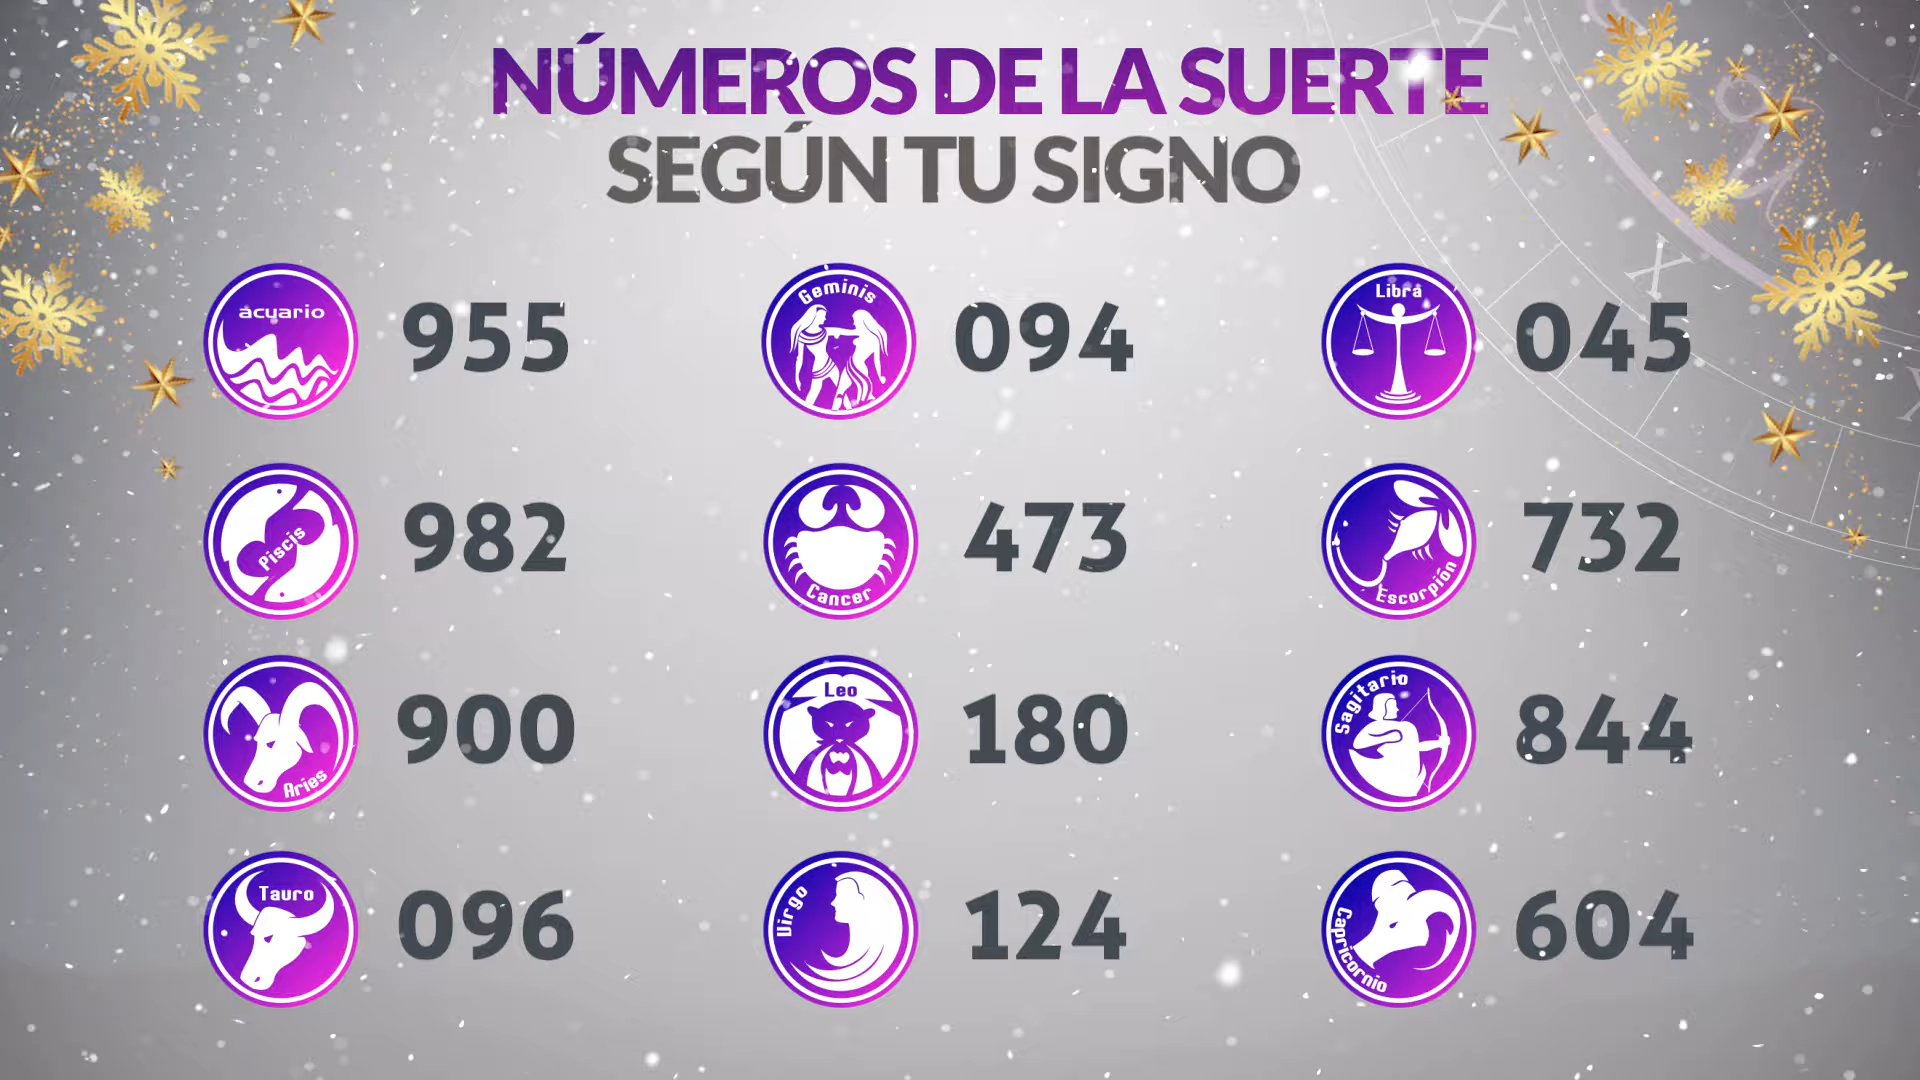 NÚMEROS DE LA SUERTE
SEGÚN TU SIGNO
acuario 955
Geminis 094
Libra 045
Piscis 982
Cancer 473
Escorpión 732
Aries 900
Leo 180
Sagitario 844
Tauro 096
Virgo 124
Capricornio 604